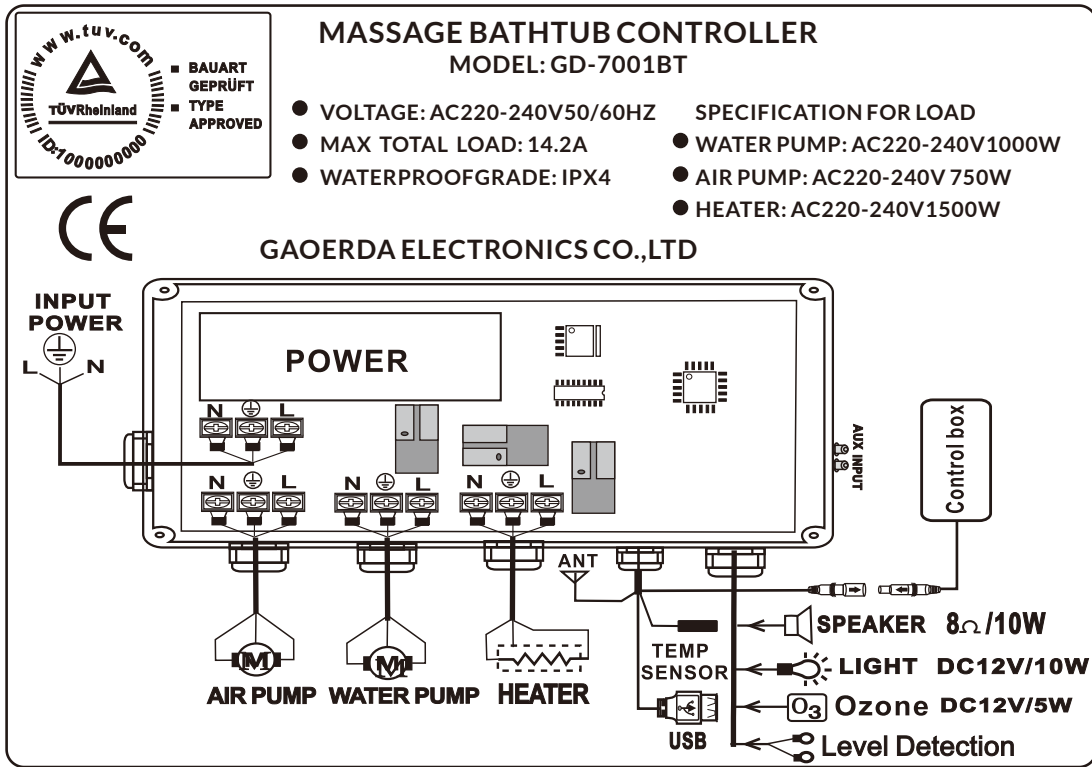 www.tuv.com
TÜVRheinland
ID:1000000000
■ BAUART
GEPRÜFT
■ TYPE
APPROVED
CE
MASSAGE BATHTUB CONTROLLER
MODEL: GD-7001BT
● VOLTAGE: AC220-240V50/60HZ
● MAX TOTAL LOAD: 14.2A
● WATERPROOFGRADE: IPX4
SPECIFICATION FOR LOAD
● WATER PUMP: AC220-240V1000W
● AIR PUMP: AC220-240V 750W
● HEATER: AC220-240V1500W
GAOERDA ELECTRONICS CO.,LTD
INPUT
POWER
L N
POWER
N L
N L
N L
N L
AUX INPUT
Control box
ANT
AIR PUMP
WATER PUMP
HEATER
M
M
TEMP
SENSOR
USB
SPEAKER 8Ω/10W
LIGHT DC12V/10W
O3 Ozone DC12V/5W
Level Detection